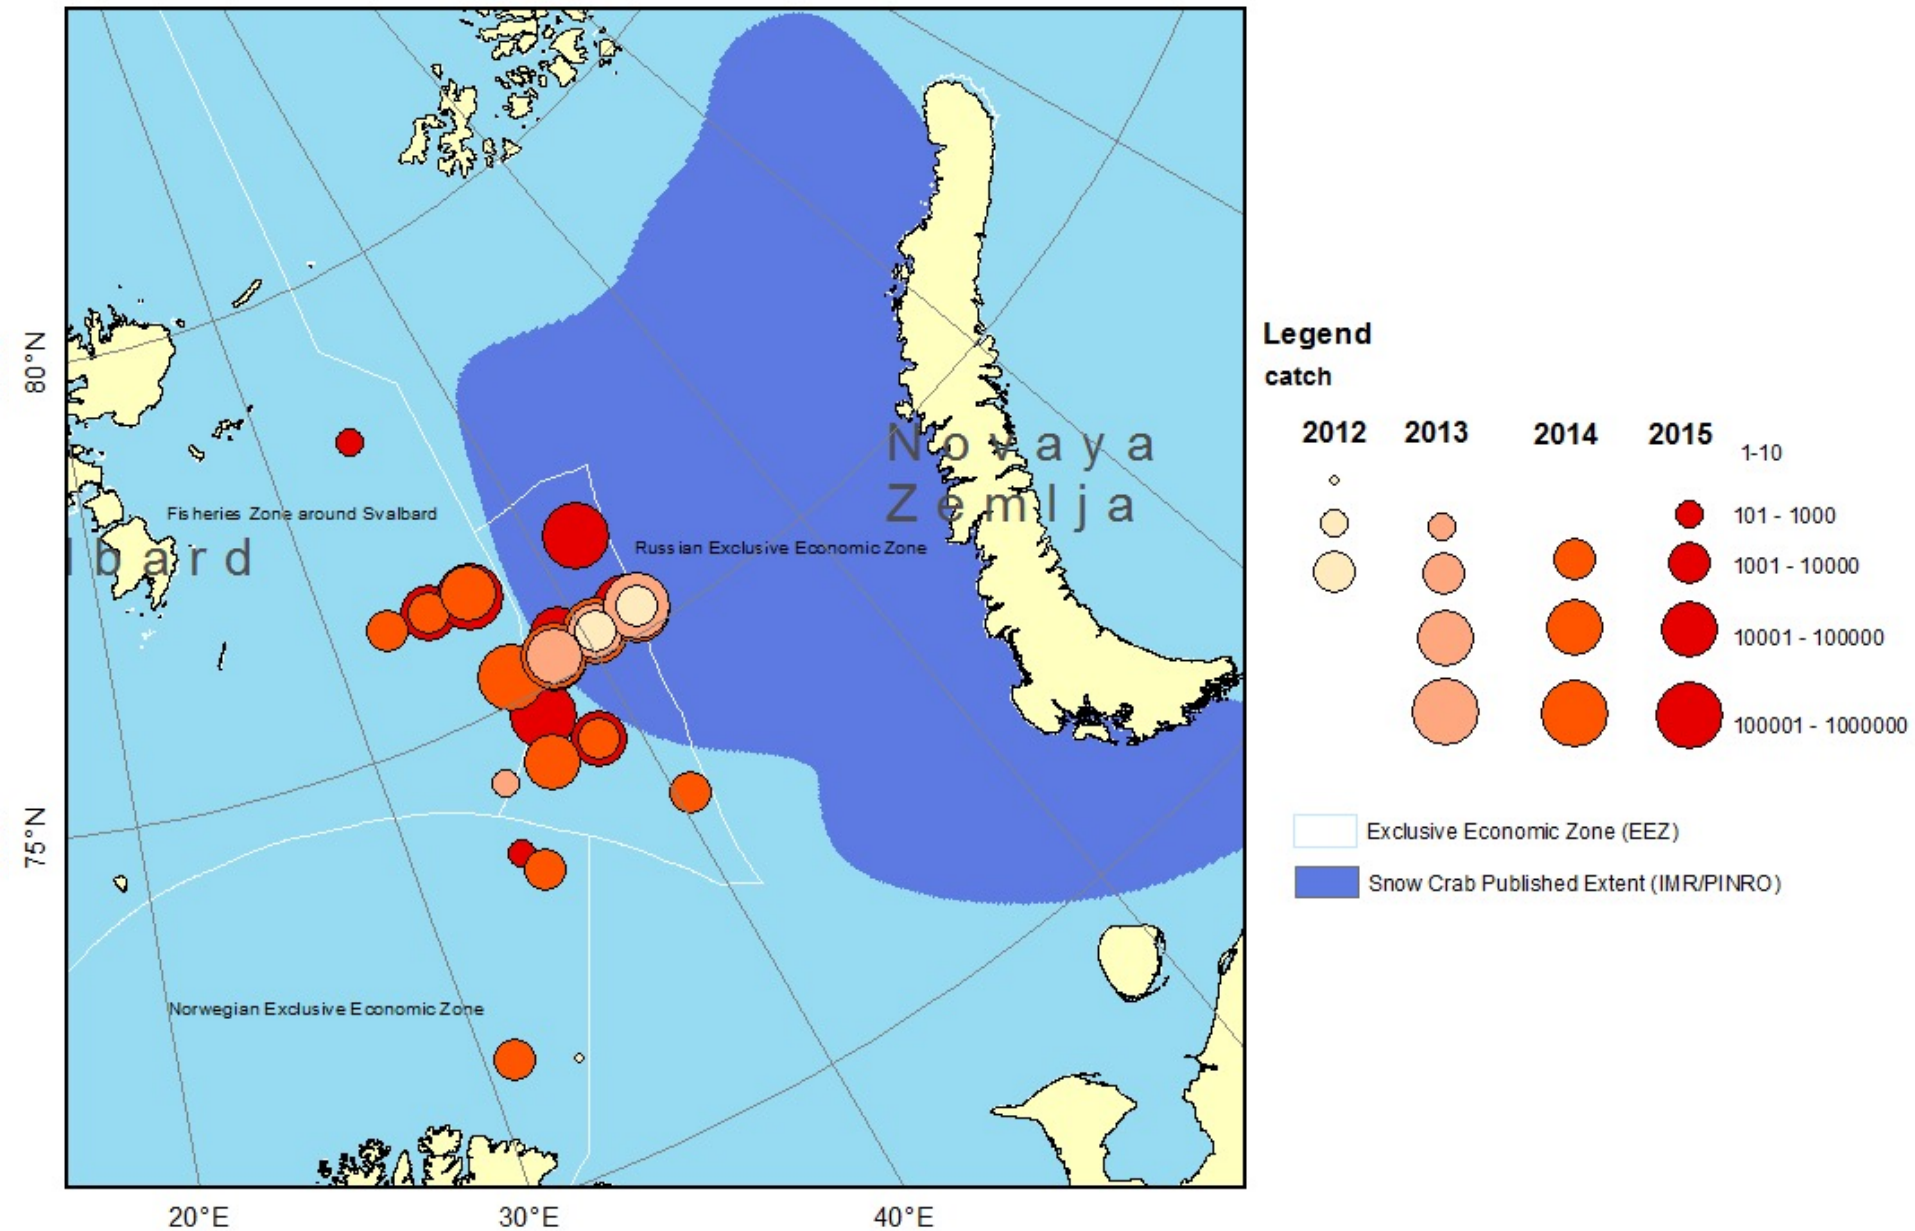 80°N
75°N
20°E
30°E
40°E
Fisheries Zone around Svalbard
lbard
Russian Exclusive Economic Zone
Novaya
Zemlja
Norwegian Exclusive Economic Zone
Legend
catch
2012 2013 2014 2015
1-10
101 - 1000
1001 - 10000
10001 - 100000
100001 - 1000000
Exclusive Economic Zone (EEZ)
Snow Crab Published Extent (IMR/PINRO)